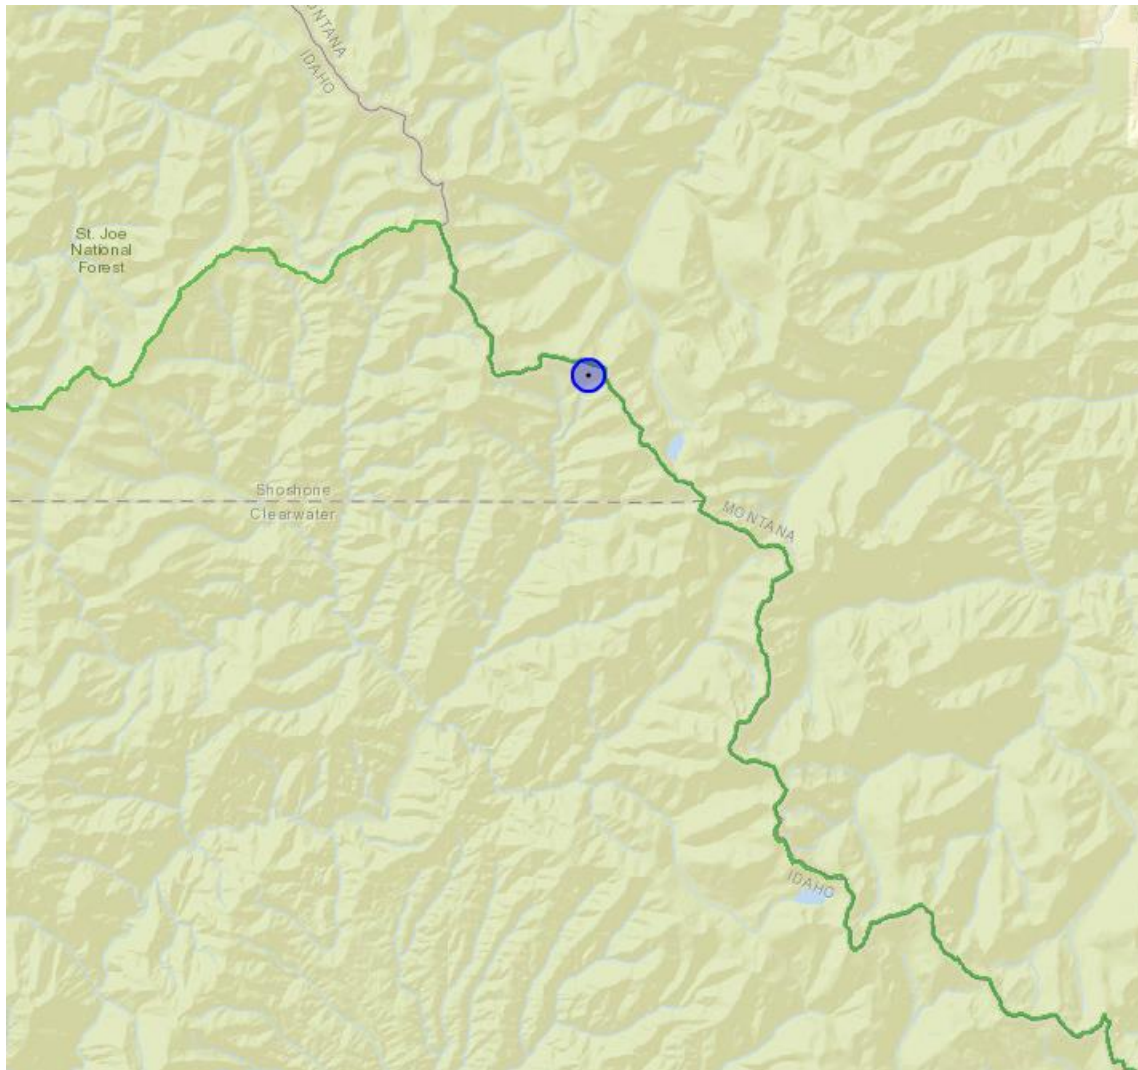 MONTANA
IDAHO
St. Joe
National
Forest
Shoshone
Clearwater
MONTANA
IDAHO